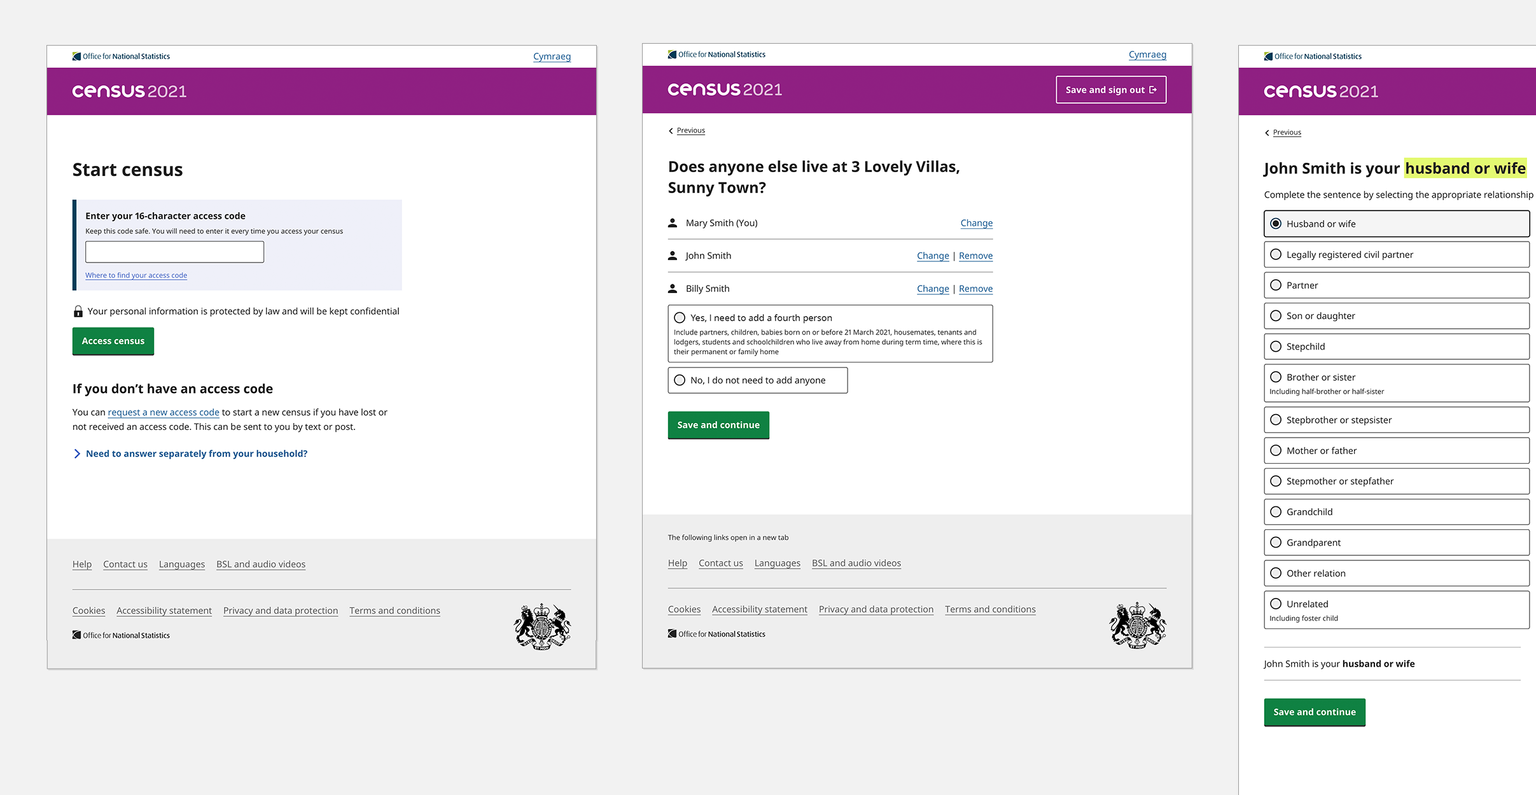 Office for National Statistics
Cymraeg
census 2021
Start census
Enter your 16-character access code
Keep this code safe. You will need to enter it every time you access your census
Where to find your access code
Your personal information is protected by law and will be kept confidential
Access census
If you don’t have an access code
You can request a new access code to start a new census if you have lost or
not received an access code. This can be sent to you by text or post.
Need to answer separately from your household?
Help Contact us Languages BSL and audio videos
Cookies Accessibility statement Privacy and data protection Terms and conditions
Office for National Statistics
Office for National Statistics
Cymraeg
census 2021
Save and sign out
Previous
Does anyone else live at 3 Lovely Villas,
Sunny Town?
Mary Smith (You) Change
John Smith Change | Remove
Billy Smith Change | Remove
Yes, I need to add a fourth person
Include partners, children, babies born on or before 21 March 2021, housemates, tenants and
lodgers, students and schoolchildren who live away from home during term time, where this is
their permanent or family home
No, I do not need to add anyone
Save and continue
The following links open in a new tab
Help Contact us Languages BSL and audio videos
Cookies Accessibility statement Privacy and data protection Terms and conditions
Office for National Statistics
Office for National Statistics
census 2021
Previous
John Smith is your husband or wife
Complete the sentence by selecting the appropriate relationship
Husband or wife
Legally registered civil partner
Partner
Son or daughter
Stepchild
Brother or sister
Including half-brother or half-sister
Stepbrother or stepsister
Mother or father
Stepmother or stepfather
Grandchild
Grandparent
Other relation
Unrelated
Including foster child
John Smith is your husband or wife
Save and continue